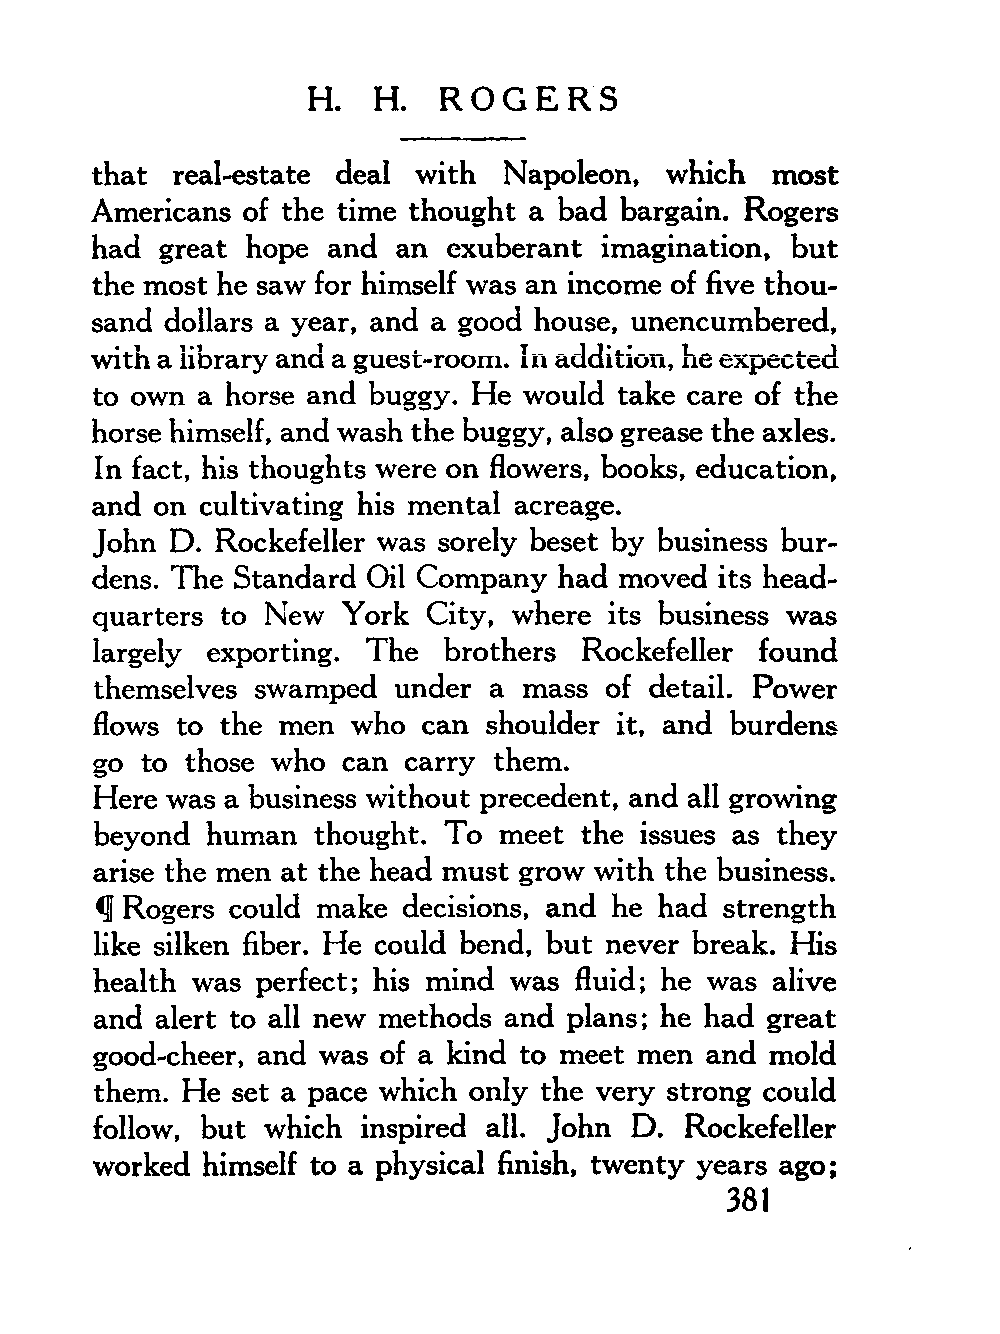 H. H. ROGERS
that real-estate deal with Napoleon, which most
Americans of the time thought a bad bargain. Rogers
had great hope and an exuberant imagination, but
the most he saw for himself was an income of five thou-
sand dollars a year, and a good house, unencumbered,
with a library and a guest-room. In addition, he expected
to own a horse and buggy. He would take care of the
horse himself, and wash the buggy, also grease the axles.
In fact, his thoughts were on flowers, books, education,
and on cultivating his mental acreage.
John D. Rockefeller was sorely beset by business bur-
dens. The Standard Oil Company had moved its head-
quarters to New York City, where its business was
largely exporting. The brothers Rockefeller found
themselves swamped under a mass of detail. Power
flows to the men who can shoulder it, and burdens
go to those who can carry them.
Here was a business without precedent, and all growing
beyond human thought. To meet the issues as they
arise the men at the head must grow with the business.
¶ Rogers could make decisions, and he had strength
like silken fiber. He could bend, but never break. His
health was perfect; his mind was fluid; he was alive
and alert to all new methods and plans; he had great
good-cheer, and was of a kind to meet men and mold
them. He set a pace which only the very strong could
follow, but which inspired all. John D. Rockefeller
worked himself to a physical finish, twenty years ago;
381